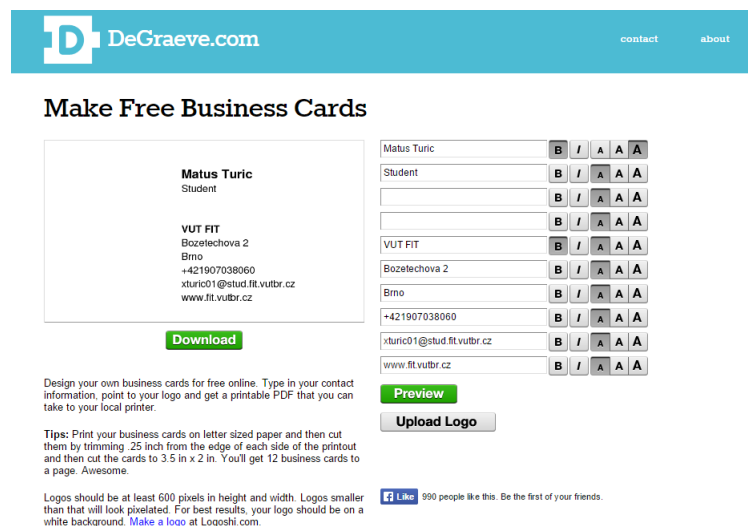 D DeGraeve.com
contact about
Make Free Business Cards
Matus Turic
Student
VUT FIT
Bozetechova 2
Brno
+421907038060
xturic01@stud.fit.vutbr.cz
www.fit.vutbr.cz
Download
Design your own business cards for free online. Type in your contact
information, point to your logo and get a printable PDF that you can
take to your local printer.
Tips: Print your business cards on letter sized paper and then cut
them by trimming .25 inch from the edge of each side of the printout
and then cut the cards to 3.5 in x 2 in. You'll get 12 business cards to
a page. Awesome.
Logos should be at least 600 pixels in height and width. Logos smaller
than that will look pixelated. For best results, your logo should be on a
white background. Make a logo at Logoshi.com.
Matus Turic B I A A A
Student B I A A A
B I A A A
B I A A A
VUT FIT B I A A A
Bozetechova 2 B I A A A
Brno B I A A A
+421907038060 B I A A A
xturic01@stud.fit.vutbr.cz B I A A A
www.fit.vutbr.cz B I A A A
Preview
Upload Logo
f Like 990 people like this. Be the first of your friends.